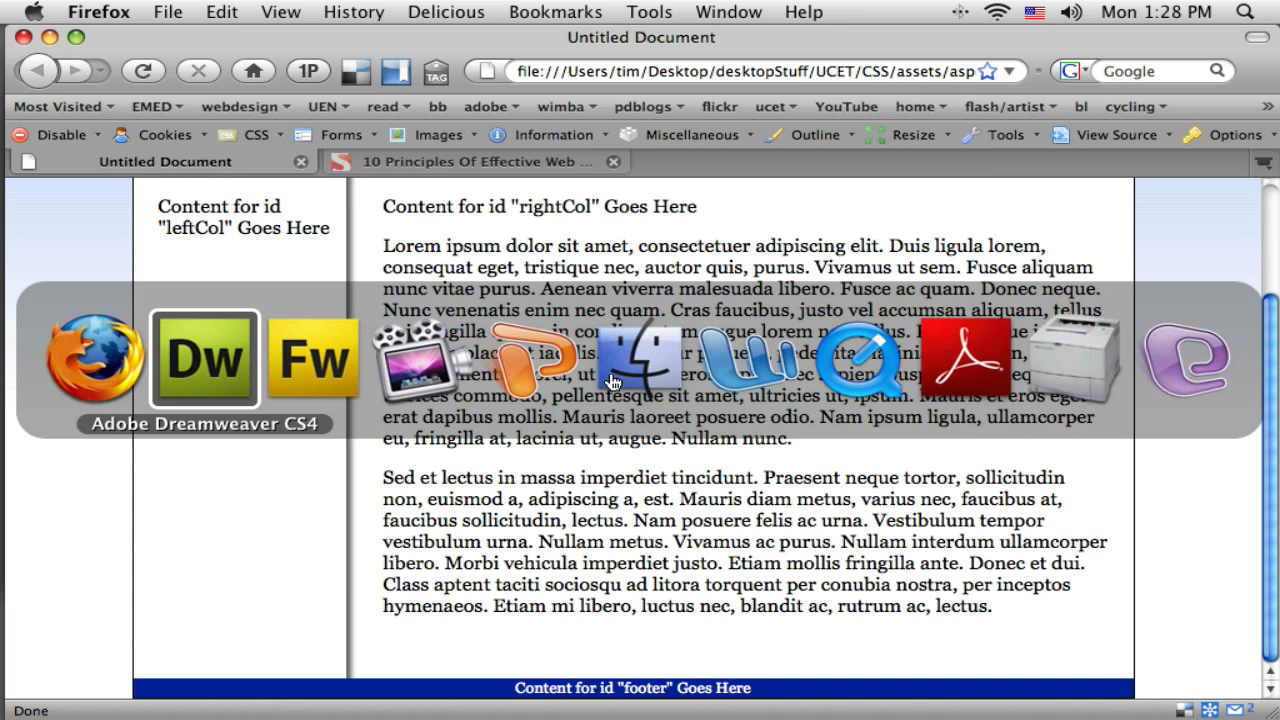 Firefox File Edit View History Delicious Bookmarks Tools Window Help Mon 1:28 PM
Untitled Document
1P TAG file:///Users/tim/Desktop/desktopStuff/UCET/CSS/assets/asp Google
Most Visited EMED webdesign UEN read bb adobe wimba pdblogs flickr ucet YouTube home flash/artist bl cycling »
Disable Cookies CSS Forms Images Information Miscellaneous Outline Resize Tools View Source Options
Untitled Document 10 Principles Of Effective Web ...
Content for id
"leftCol" Goes Here
Content for id "rightCol" Goes Here
Lorem ipsum dolor sit amet, consectetuer adipiscing elit. Duis ligula lorem,
consequat eget, tristique nec, auctor quis, purus. Vivamus ut sem. Fusce aliquam
nunc vitae purus. Aenean viverra malesuada libero. Fusce ac quam. Donec neque.
Nunc venenatis enim nec quam. Cras faucibus, justo vel accumsan aliquam, tellus
Dw Fw
commodo, pellentesque sit amet, ultricies
erat dapibus mollis. Mauris laoreet posuere odio. Nam ipsum ligula, ullamcorper
Adobe Dreamweaver CS4
eu, fringilla at, lacinia ut, augue. Nullam nunc.
Sed et lectus in massa imperdiet tincidunt. Praesent neque tortor, sollicitudin
non, euismod a, adipiscing a, est. Mauris diam metus, varius nec, faucibus at,
faucibus sollicitudin, lectus. Nam posuere felis ac urna. Vestibulum tempor
vestibulum urna. Nullam metus. Vivamus ac purus. Nullam interdum ullamcorper
libero. Morbi vehicula imperdiet justo. Etiam mollis fringilla ante. Donec et dui.
Class aptent taciti sociosqu ad litora torquent per conubia nostra, per inceptos
hymenaeos. Etiam mi libero, luctus nec, blandit ac, rutrum ac, lectus.
Content for id "footer" Goes Here
Done 2